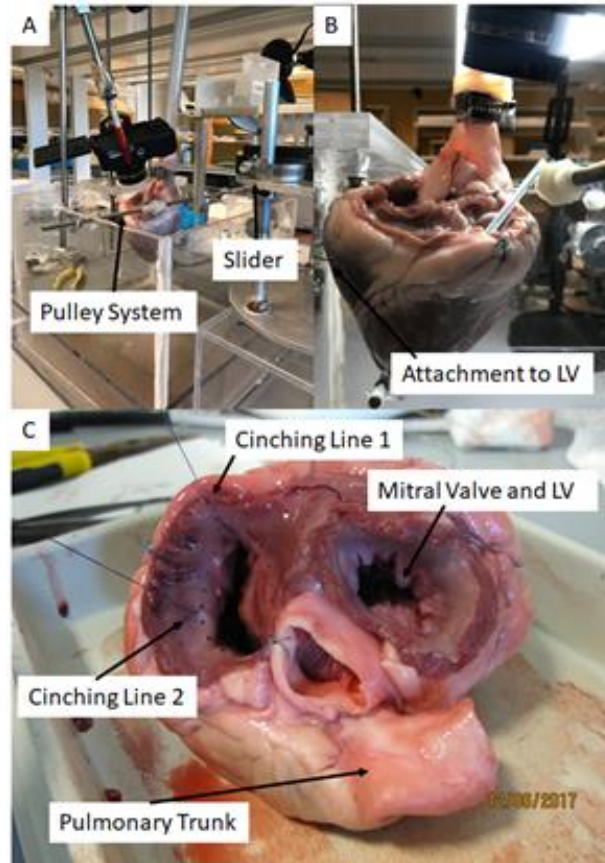 A
B
Slider
Pulley System
Attachment to LV
C
Cinching Line 1
Mitral Valve and LV
Cinching Line 2
Pulmonary Trunk